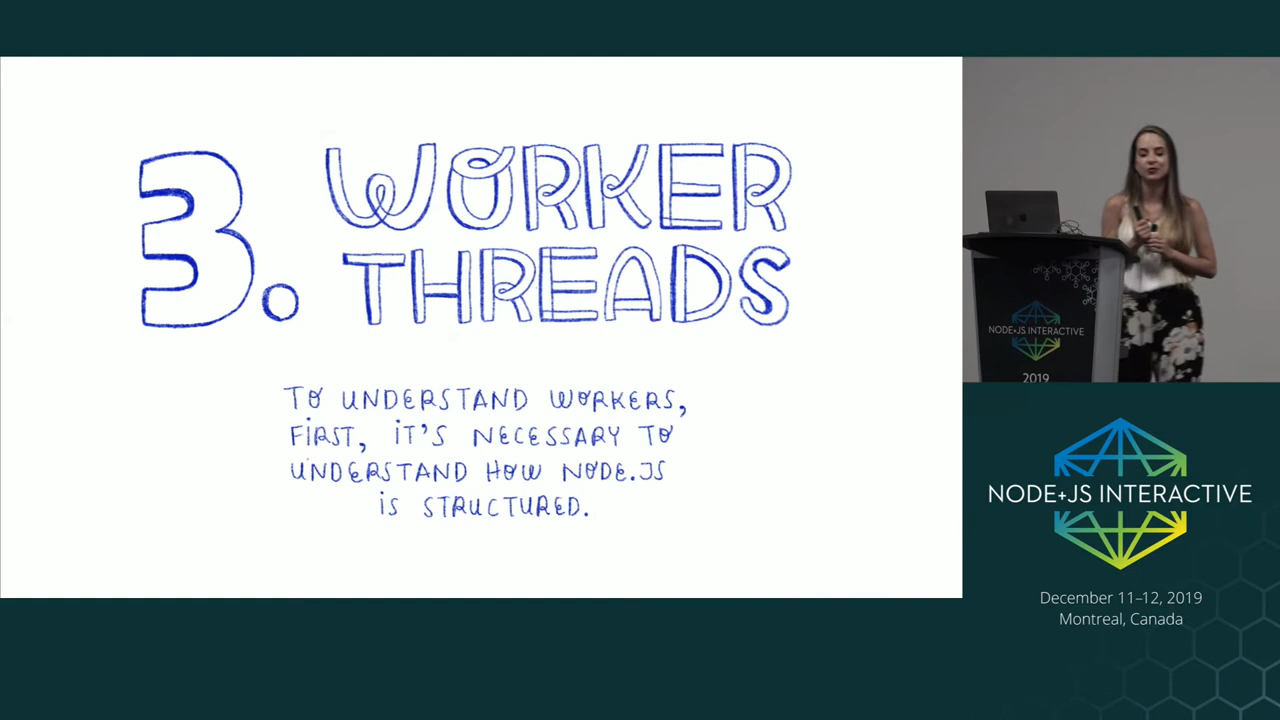 3. WORKER
THREADS
TO UNDERSTAND WORKERS,
FIRST, IT'S NECESSARY TO
UNDERSTAND HOW NODE.JS
IS STRUCTURED.
NODE+JS INTERACTIVE
2019
NODE+JS INTERACTIVE
December 11–12, 2019
Montreal, Canada